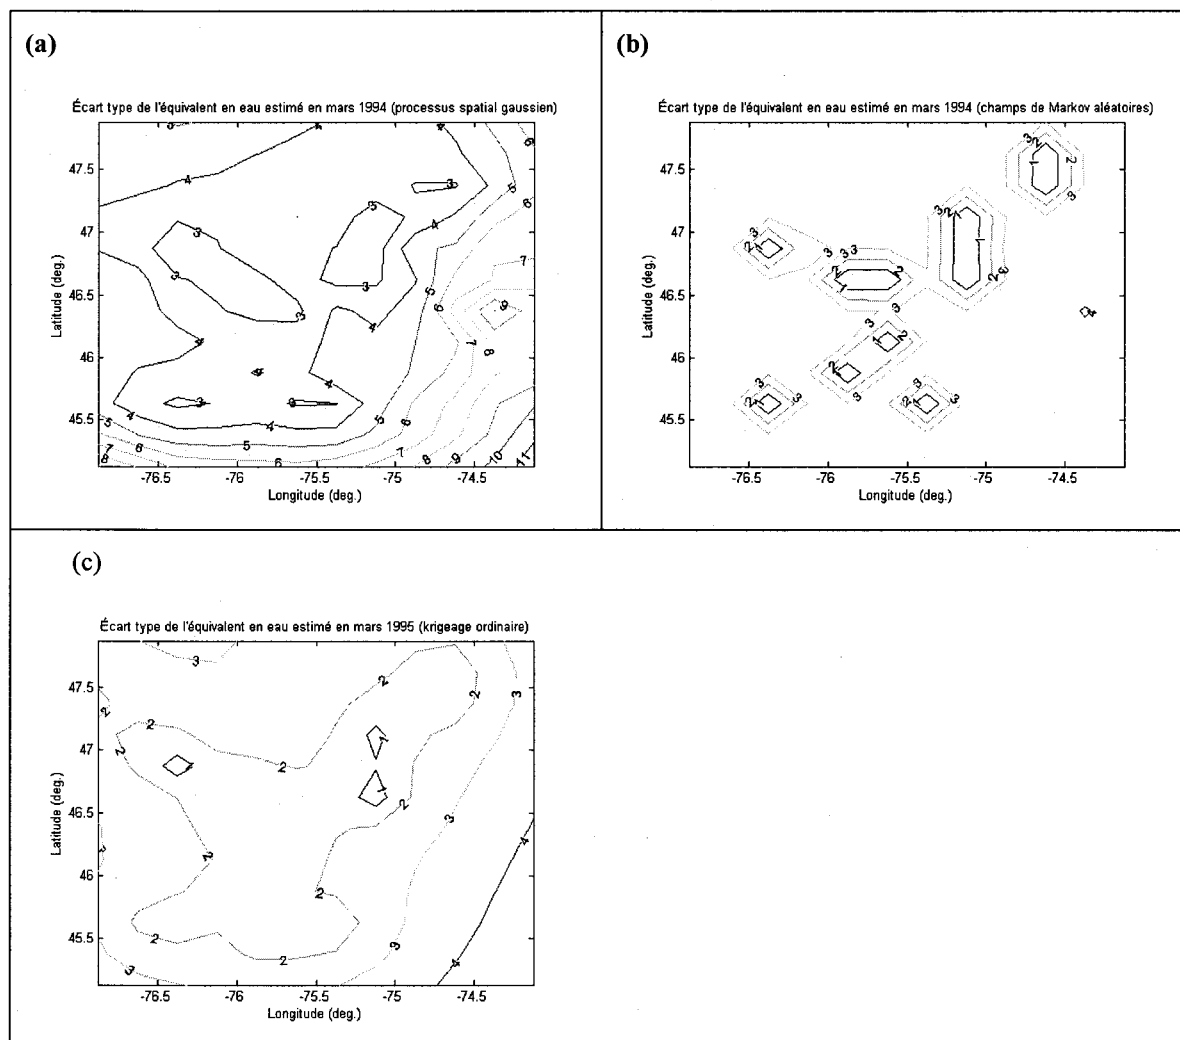 (a)
Écart type de l'équivalent en eau estimé en mars 1994 (processus spatial gaussien)
Latitude (deg.)
47.5
47
46.5
46
45.5
-76.5 -76 -75.5 -75 -74.5
Longitude (deg.)
(b)
Écart type de l'équivalent en eau estimé en mars 1994 (champs de Markov aléatoires)
Latitude (deg.)
47.5
47
46.5
46
45.5
-76.5 -76 -75.5 -75 -74.5
Longitude (deg.)
(c)
Écart type de l'équivalent en eau estimé en mars 1995 (krigeage ordinaire)
Latitude (deg.)
47.5
47
46.5
46
45.5
-76.5 -76 -75.5 -75 -74.5
Longitude (deg.)